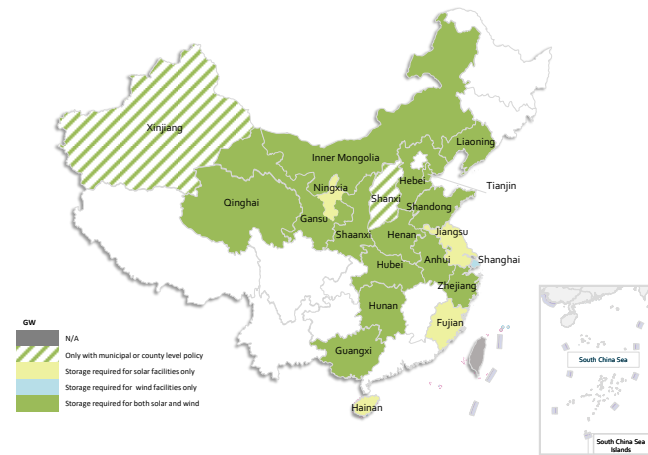 Xinjiang
Inner Mongolia
Liaoning
Hebei
Tianjin
Ningxia
Shanxi
Qinghai
Shandong
Gansu
Jiangsu
Shaanxi
Henan
Shanghai
Anhui
Hubei
Zhejiang
Hunan
Fujian
Guangxi
Hainan
GW
N/A
Only with municipal or county level policy
Storage required for solar facilities only
Storage required for wind facilities only
Storage required for both solar and wind
South China Sea
South China Sea
Islands